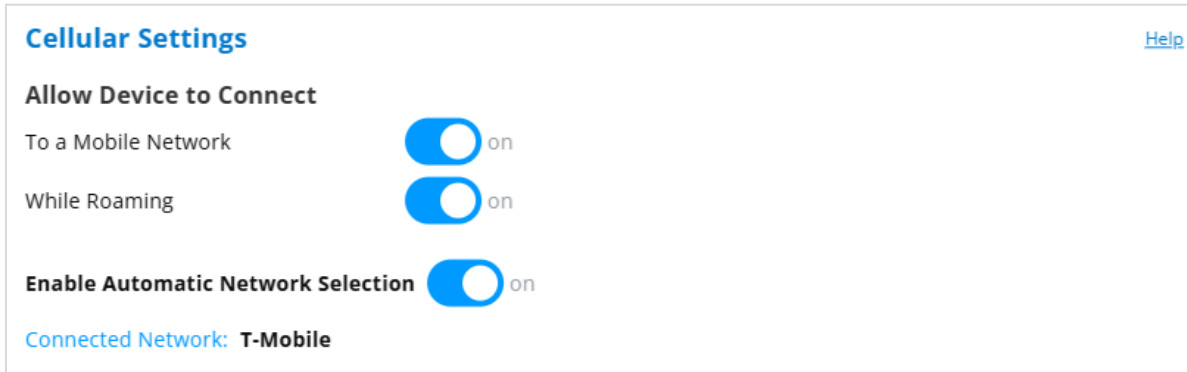 Cellular Settings Help
Allow Device to Connect
To a Mobile Network on
While Roaming on
Enable Automatic Network Selection on
Connected Network: T-Mobile